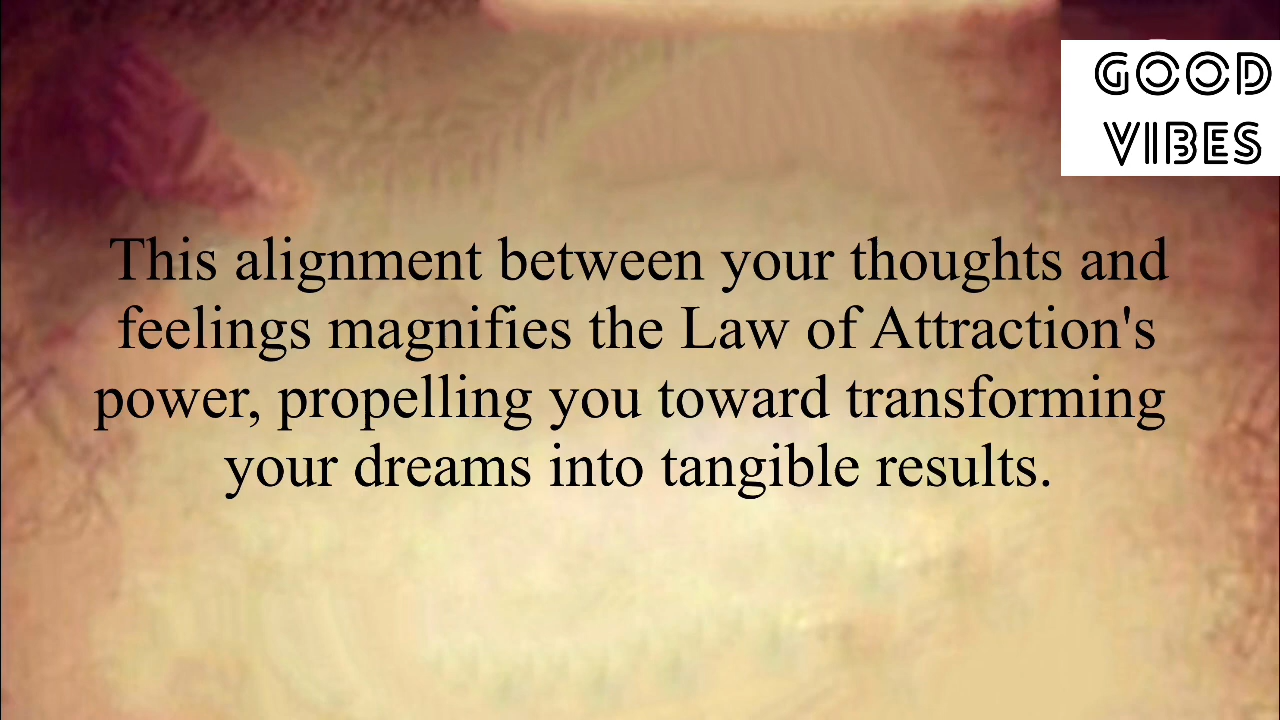 GOOD
VIBES
This alignment between your thoughts and
feelings magnifies the Law of Attraction's
power, propelling you toward transforming
your dreams into tangible results.